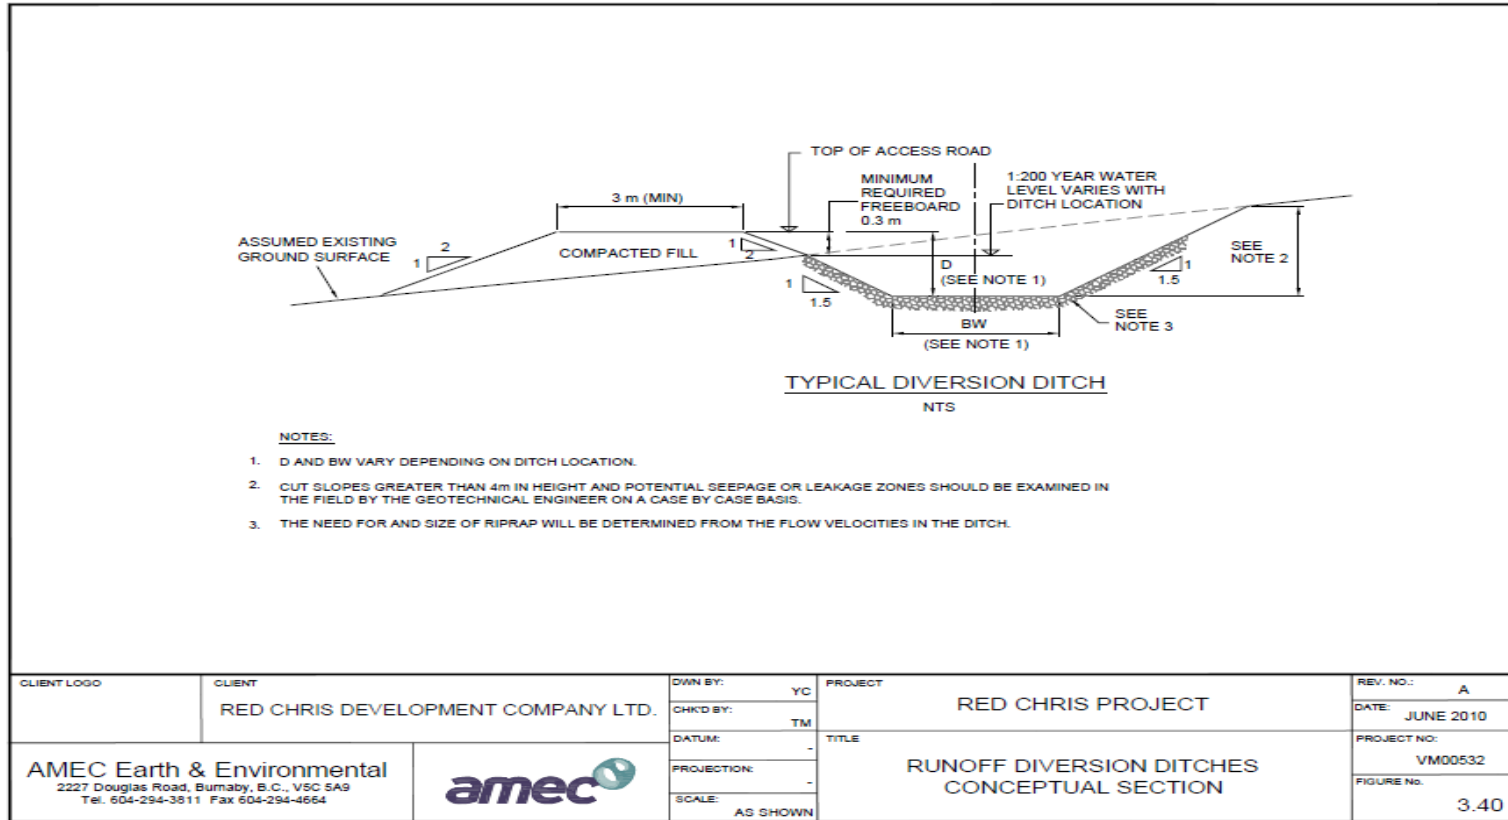 TOP OF ACCESS ROAD
MINIMUM
REQUIRED
FREEBOARD
0.3 m
1:200 YEAR WATER
LEVEL VARIES WITH
DITCH LOCATION
3 m (MIN)
ASSUMED EXISTING
GROUND SURFACE
2
1
COMPACTED FILL
1
2
D
(SEE NOTE 1)
SEE
NOTE 2
1
1.5
1
1.5
SEE
NOTE 3
BW
(SEE NOTE 1)
TYPICAL DIVERSION DITCH
NTS
NOTES:
1. D AND BW VARY DEPENDING ON DITCH LOCATION.
2. CUT SLOPES GREATER THAN 4m IN HEIGHT AND POTENTIAL SEEPAGE OR LEAKAGE ZONES SHOULD BE EXAMINED IN
THE FIELD BY THE GEOTECHNICAL ENGINEER ON A CASE BY CASE BASIS.
3. THE NEED FOR AND SIZE OF RIPRAP WILL BE DETERMINED FROM THE FLOW VELOCITIES IN THE DITCH.
CLIENT LOGO
CLIENT
RED CHRIS DEVELOPMENT COMPANY LTD.
DWN BY:
YC
CHK'D BY:
TM
DATUM:
-
PROJECTION:
-
SCALE:
AS SHOWN
PROJECT
RED CHRIS PROJECT
TITLE
RUNOFF DIVERSION DITCHES
CONCEPTUAL SECTION
REV. NO.:
A
DATE:
JUNE 2010
PROJECT NO:
VM00532
FIGURE No.
3.40
AMEC Earth & Environmental
2227 Douglas Road, Burnaby, B.C., V5C 5A9
Tel. 604-294-3811 Fax 604-294-4664
amec